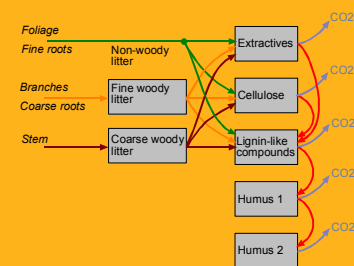 Foliage
Fine roots
Non-woody
litter
Branches
Coarse roots
Fine woody
litter
Stem
Coarse woody
litter
Extractives
Cellulose
Lignin-like
compounds
Humus 1
Humus 2
CO2
CO2
CO2
CO2
CO2